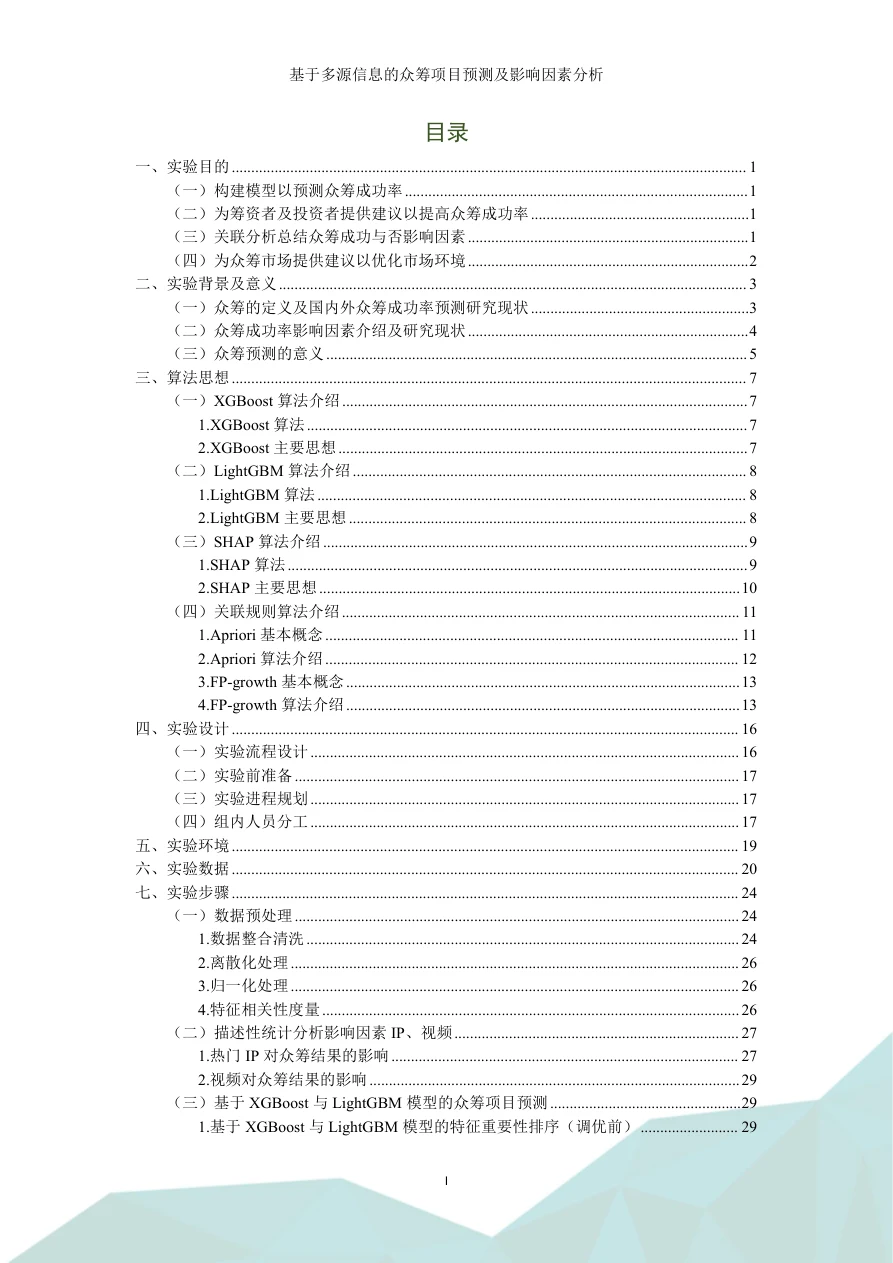 基于多源信息的众筹项目预测及影响因素分析
目录
一、实验目的 ........ 1
（一）构建模型以预测众筹成功率 ........ 1
（二）为筹资者及投资者提供建议以提高众筹成功率 ........ 1
（三）关联分析总结众筹成功与否影响因素 ........ 1
（四）为众筹市场提供建议以优化市场环境 ........ 2
二、实验背景及意义 ........ 3
（一）众筹的定义及国内外众筹成功率预测研究现状 ........ 3
（二）众筹成功率影响因素介绍及研究现状 ........ 4
（三）众筹预测的意义 ........ 5
三、算法思想 ........ 7
（一）XGBoost 算法介绍 ........ 7
1.XGBoost 算法 ........ 7
2.XGBoost 主要思想 ........ 7
（二）LightGBM 算法介绍 ........ 8
1.LightGBM 算法 ........ 8
2.LightGBM 主要思想 ........ 8
（三）SHAP 算法介绍 ........ 9
1.SHAP 算法 ........ 9
2.SHAP 主要思想 ........ 10
（四）关联规则算法介绍 ........ 11
1.Apriori 基本概念 ........ 11
2.Apriori 算法介绍 ........ 12
3.FP-growth 基本概念 ........ 13
4.FP-growth 算法介绍 ........ 13
四、实验设计 ........ 16
（一）实验流程设计 ........ 16
（二）实验前准备 ........ 17
（三）实验进程规划 ........ 17
（四）组内人员分工 ........ 17
五、实验环境 ........ 19
六、实验数据 ........ 20
七、实验步骤 ........ 24
（一）数据预处理 ........ 24
1.数据整合清洗 ........ 24
2.离散化处理 ........ 26
3.归一化处理 ........ 26
4.特征相关性度量 ........ 26
（二）描述性统计分析影响因素 IP、视频 ........ 27
1.热门 IP 对众筹结果的影响 ........ 27
2.视频对众筹结果的影响 ........ 29
（三）基于 XGBoost 与 LightGBM 模型的众筹项目预测 ........ 29
1.基于 XGBoost 与 LightGBM 模型的特征重要性排序（调优前） ........ 29
I